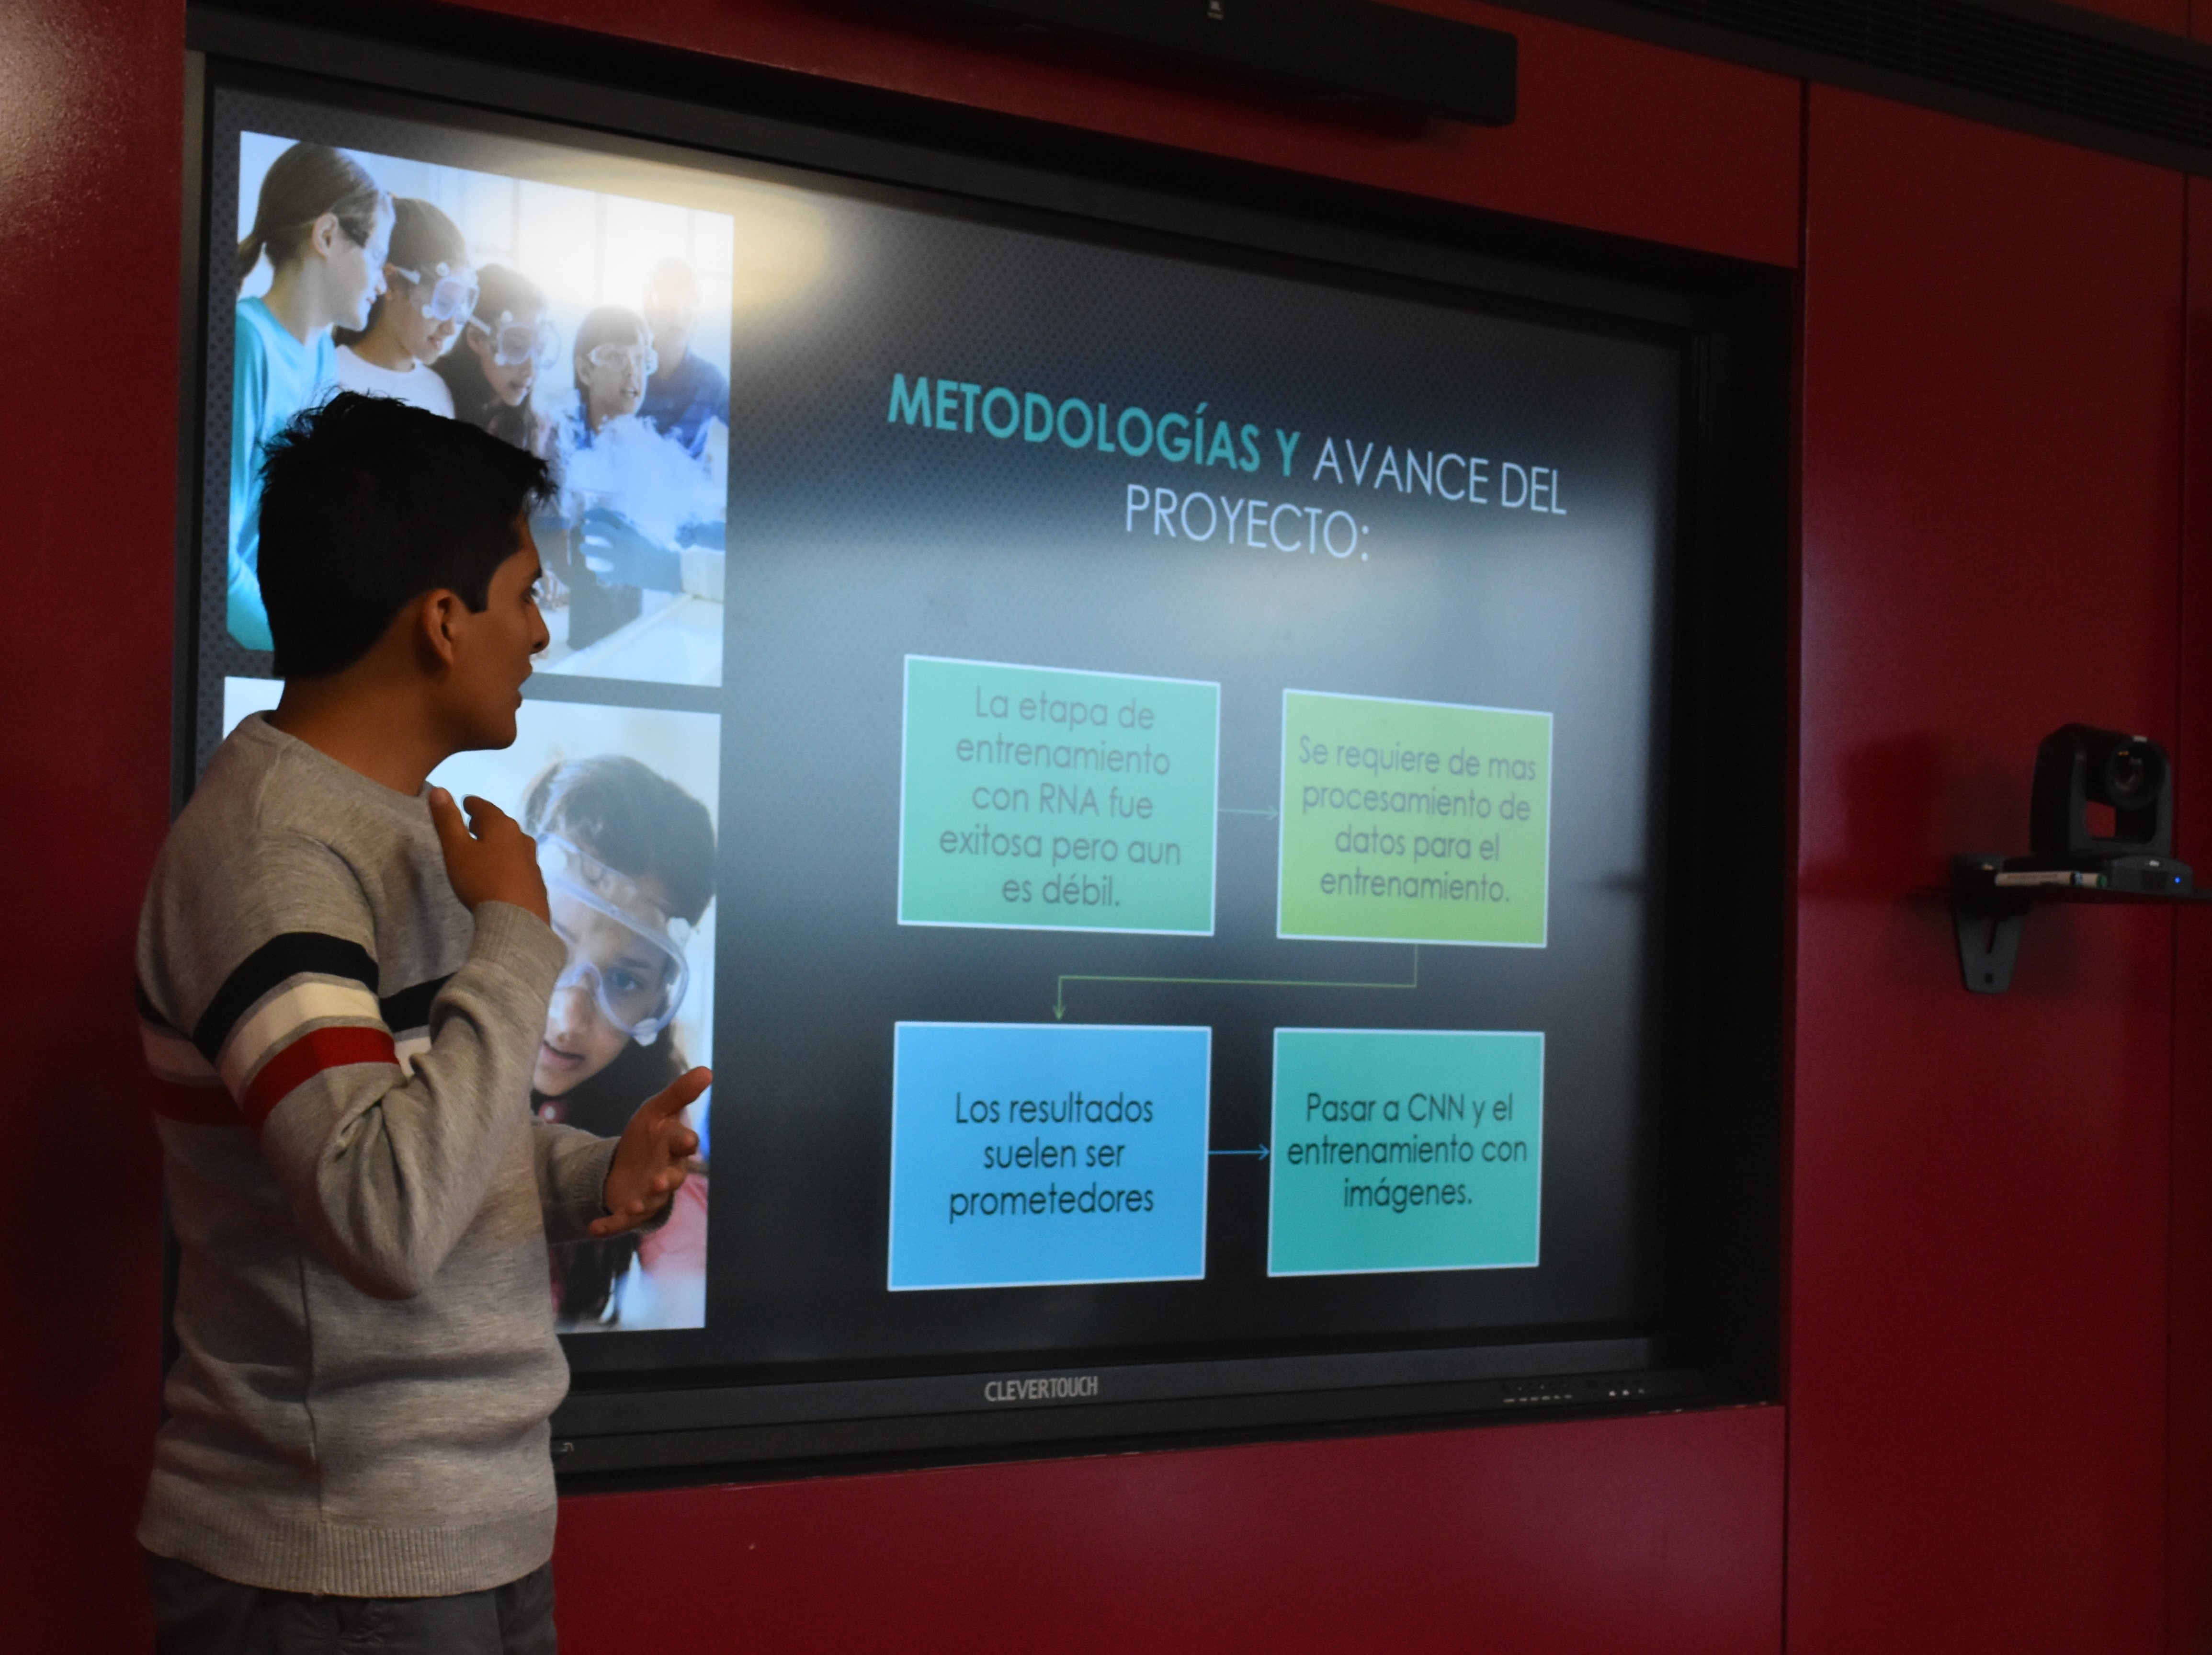 METODOLOGÍAS Y AVANCE DEL
PROYECTO:
La etapa de
entrenamiento
con RNA fue
exitosa pero aun
es débil.
Se requiere de mas
procesamiento de
datos para el
entrenamiento.
Los resultados
suelen ser
prometedores
Pasar a CNN y el
entrenamiento con
imágenes.
CLEVERTOUCH